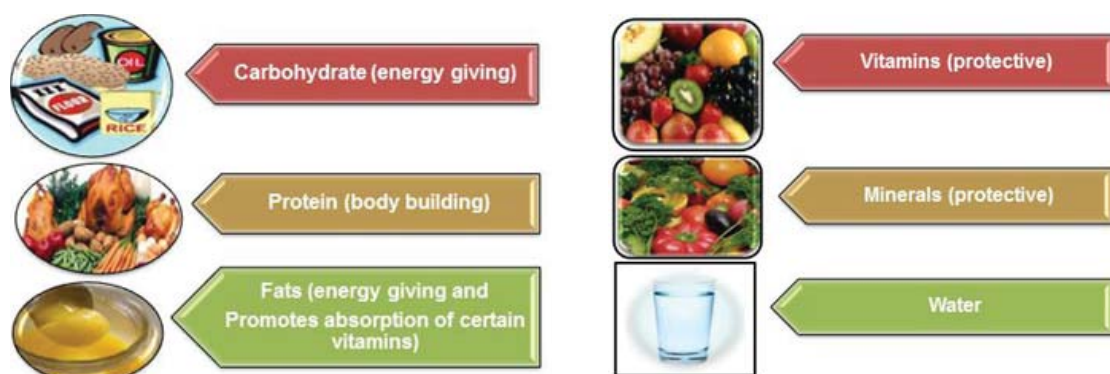 OIL
FLOUR
RICE
Carbohydrate (energy giving)
Protein (body building)
Fats (energy giving and
Promotes absorption of certain
vitamins)
Vitamins (protective)
Minerals (protective)
Water